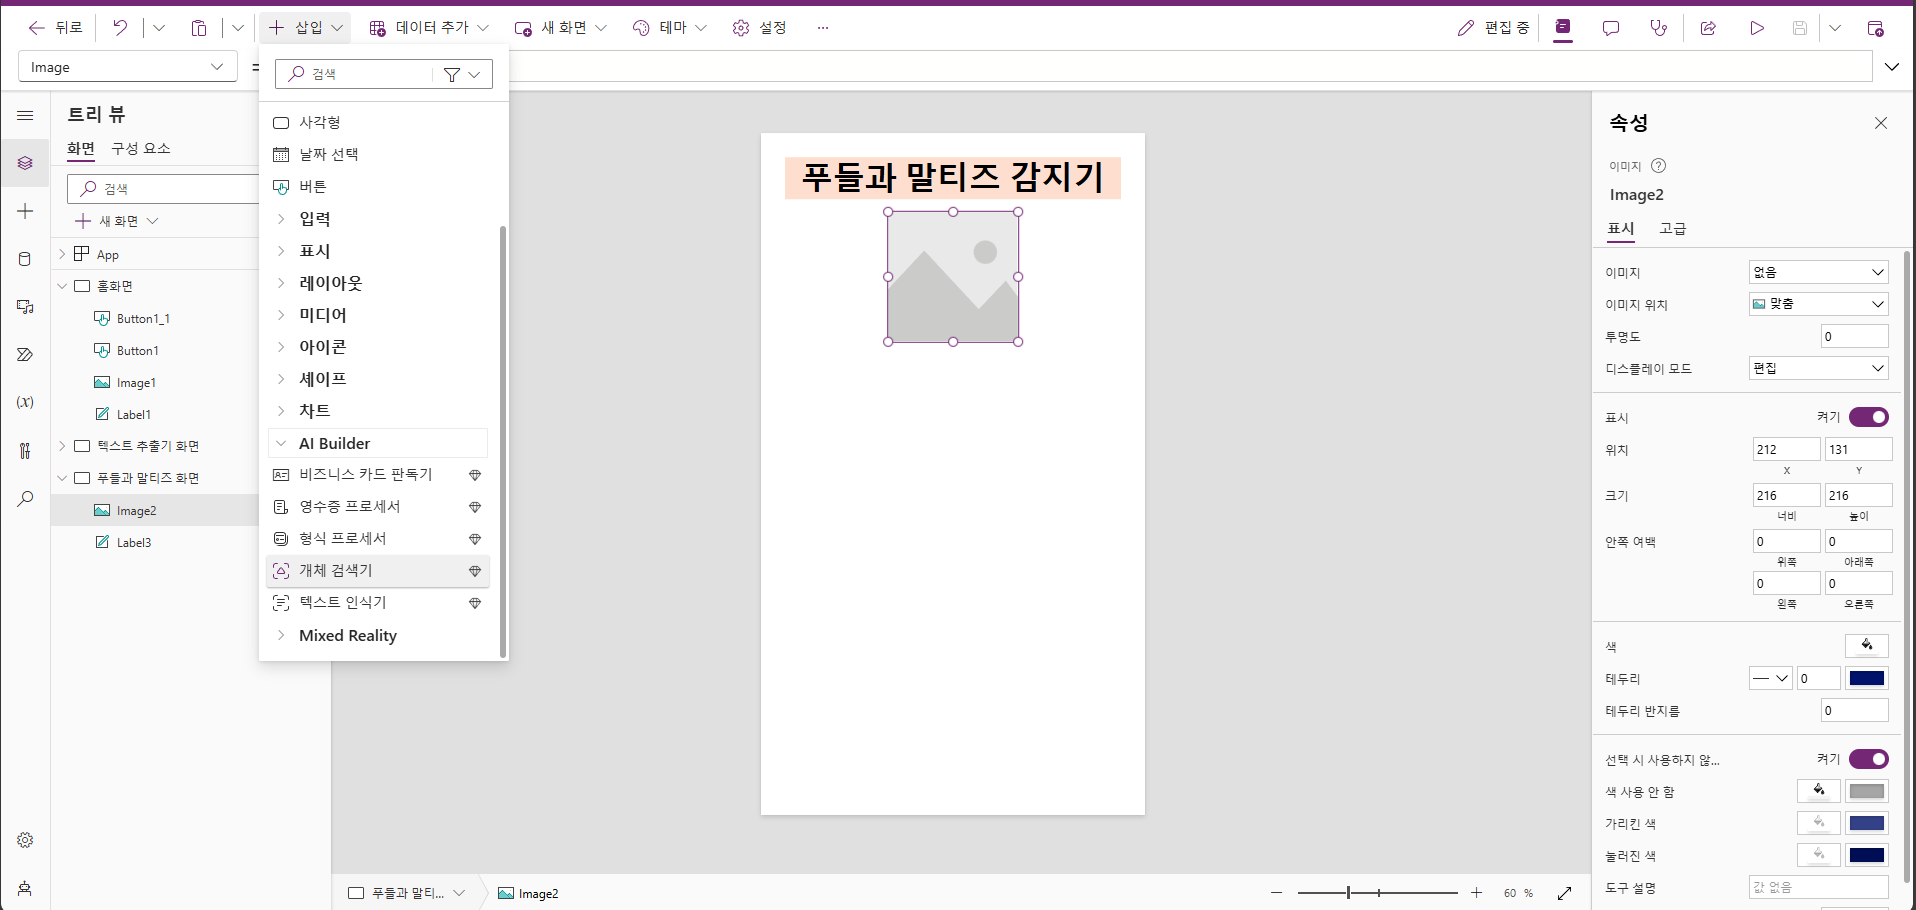 뒤로
삽입
데이터 추가
새 화면
테마
설정
...
편집 중
Image
=
검색
트리 뷰
화면
구성 요소
검색
새 화면
App
홈화면
Button1_1
Button1
Image1
Label1
텍스트 추출기 화면
푸들과 말티즈 화면
Image2
Label3
사각형
날짜 선택
버튼
입력
표시
레이아웃
미디어
아이콘
셰이프
차트
AI Builder
비즈니스 카드 판독기
영수증 프로세서
형식 프로세서
개체 검색기
텍스트 인식기
Mixed Reality
푸들과 말티즈 감지기
푸들과 말티...
Image2
60 %
속성
이미지
Image2
표시
고급
이미지 없음
이미지 위치 맞춤
투명도 0
디스플레이 모드 편집
표시 켜기
위치 212 131
X Y
크기 216 216
너비 높이
안쪽 여백 0 0
위쪽 아래쪽
0 0
왼쪽 오른쪽
색
테두리 0
테두리 반지름 0
선택 시 사용하지 않... 켜기
색 사용 안 함
가리킨 색
눌러진 색
도구 설명 값 없음